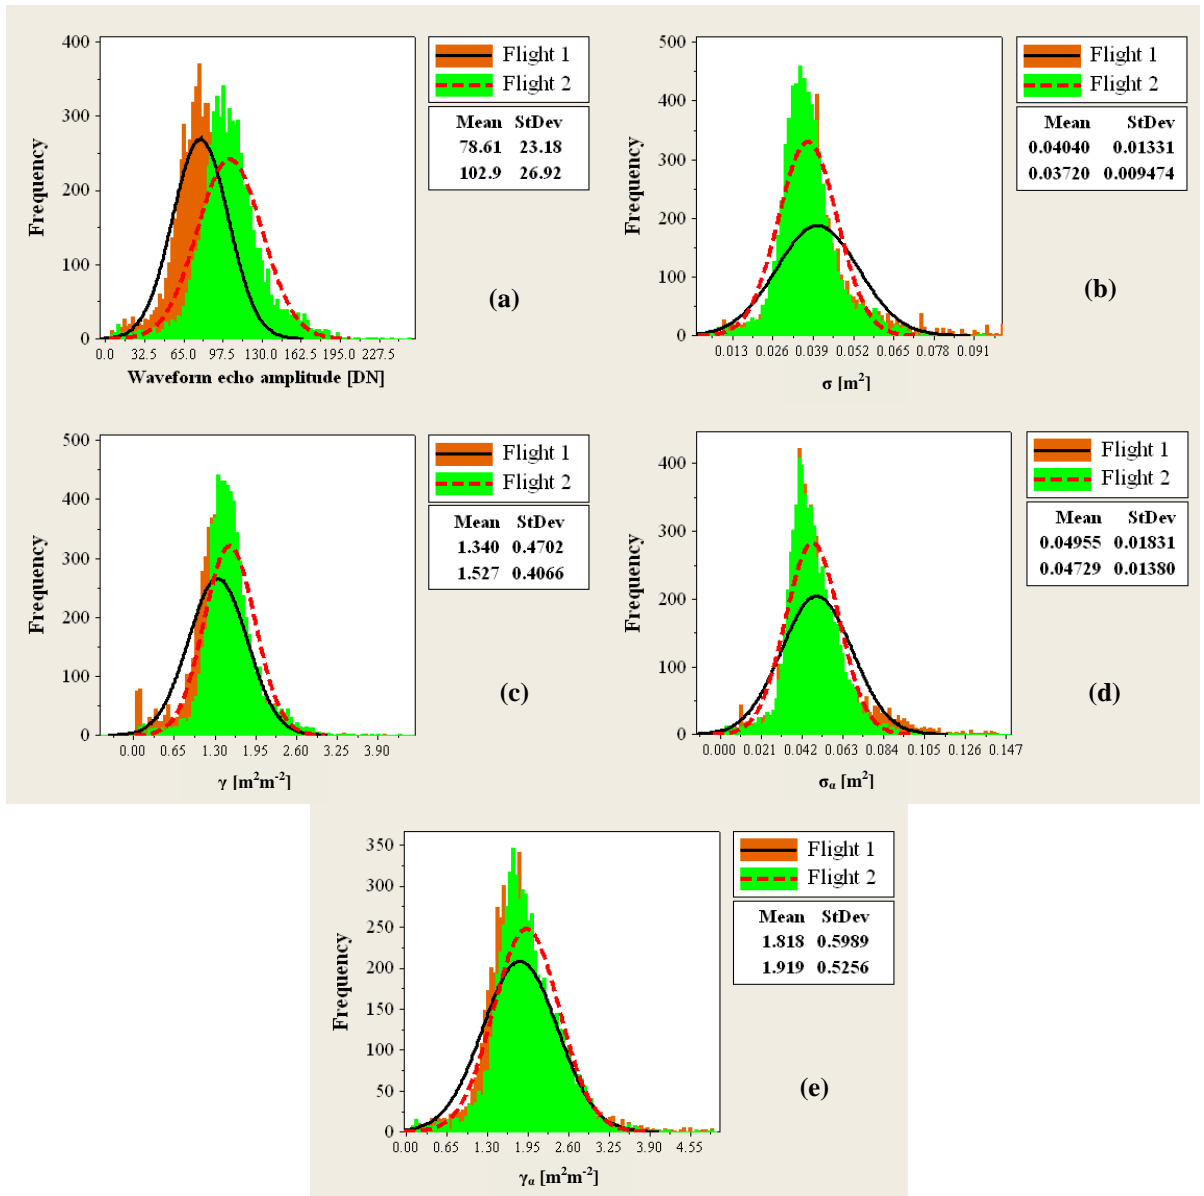 400
300
200
100
0
Frequency
0.0 32.5 65.0 97.5 130.0 162.5 195.0 227.5
Waveform echo amplitude [DN]
Flight 1
Flight 2
Mean StDev
78.61 23.18
102.9 26.92
(a)
500
400
300
200
100
0
Frequency
0.013 0.026 0.039 0.052 0.065 0.078 0.091
σ [m²]
Flight 1
Flight 2
Mean StDev
0.04040 0.01331
0.03720 0.009474
(b)
500
400
300
200
100
0
Frequency
0.00 0.65 1.30 1.95 2.60 3.25 3.90
γ [m²m⁻²]
Flight 1
Flight 2
Mean StDev
1.340 0.4702
1.527 0.4066
(c)
400
300
200
100
0
Frequency
0.000 0.021 0.042 0.063 0.084 0.105 0.126 0.147
σα [m²]
Flight 1
Flight 2
Mean StDev
0.04955 0.01831
0.04729 0.01380
(d)
350
300
250
200
150
100
50
0
Frequency
0.00 0.65 1.30 1.95 2.60 3.25 3.90 4.55
γα [m²m⁻²]
Flight 1
Flight 2
Mean StDev
1.818 0.5989
1.919 0.5256
(e)